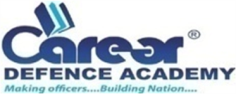 Career®
DEFENCE ACADEMY
Making officers....Building Nation....